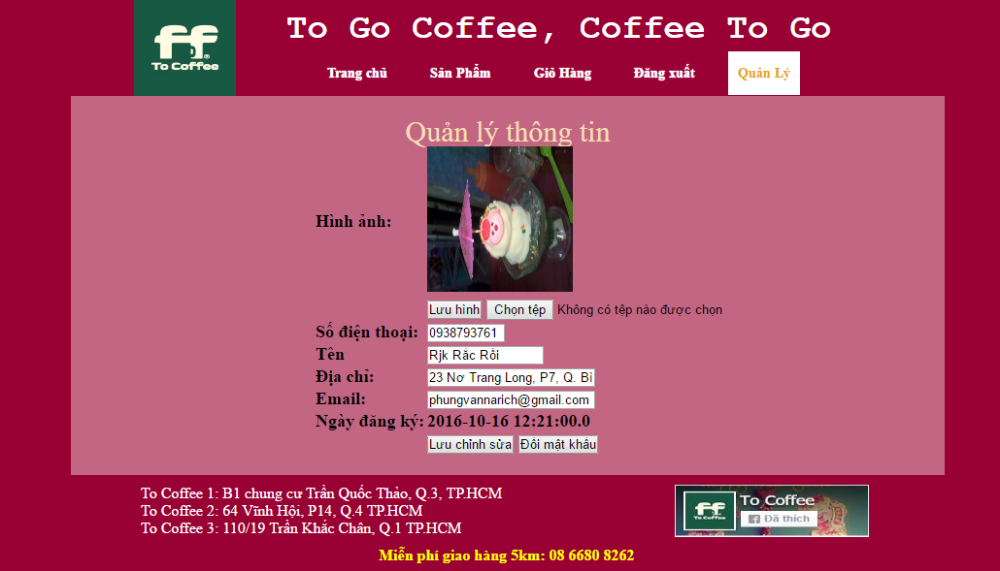 ff
To Coffee
To Go Coffee, Coffee To Go
Trang chủ Sản Phẩm Giỏ Hàng Đăng xuất Quản Lý
Quản lý thông tin
Hình ảnh:
Lưu hình Chọn tệp Không có tệp nào được chọn
Số điện thoại: 0938793761
Tên Rjk Rắc Rối
Địa chỉ: 23 Nơ Trang Long, P7, Q. Bì
Email: phungvannarich@gmail.com
Ngày đăng ký: 2016-10-16 12:21:00.0
Lưu chỉnh sửa Đổi mật khẩu
To Coffee 1: B1 chung cư Trần Quốc Thảo, Q.3, TP.HCM
To Coffee 2: 64 Vĩnh Hội, P14, Q.4 TP.HCM
To Coffee 3: 110/19 Trần Khắc Chân, Q.1 TP.HCM
ff
To Coffee
To Coffee
Đã thích
Miễn phí giao hàng 5km: 08 6680 8262